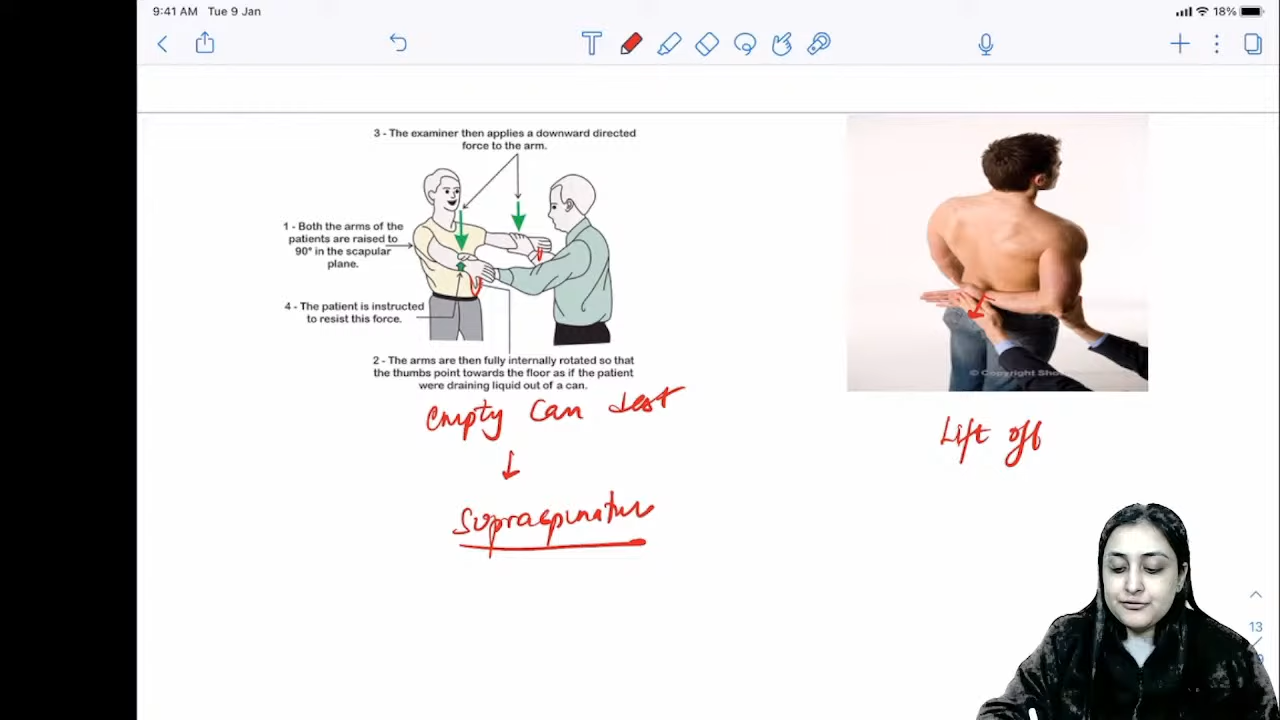 9:41 AM Tue 9 Jan
18%
3 - The examiner then applies a downward directed
force to the arm.
1 - Both the arms of the
patients are raised to
90° in the scapular
plane.
4 - The patient is instructed
to resist this force.
2 - The arms are then fully internally rotated so that
the thumbs point towards the floor as if the patient
were draining liquid out of a can.
© Copyright
Empty Can test
↓
Supraspinatus
Lift off
13